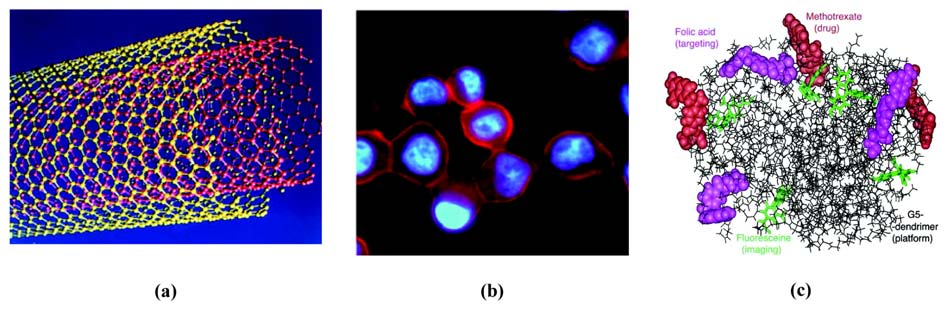 Methotrexate
(drug)
Folic acid
(targeting)
G5-
-dendrimer
(platform)
Fluoresceine
(imaging)
(a)
(b)
(c)